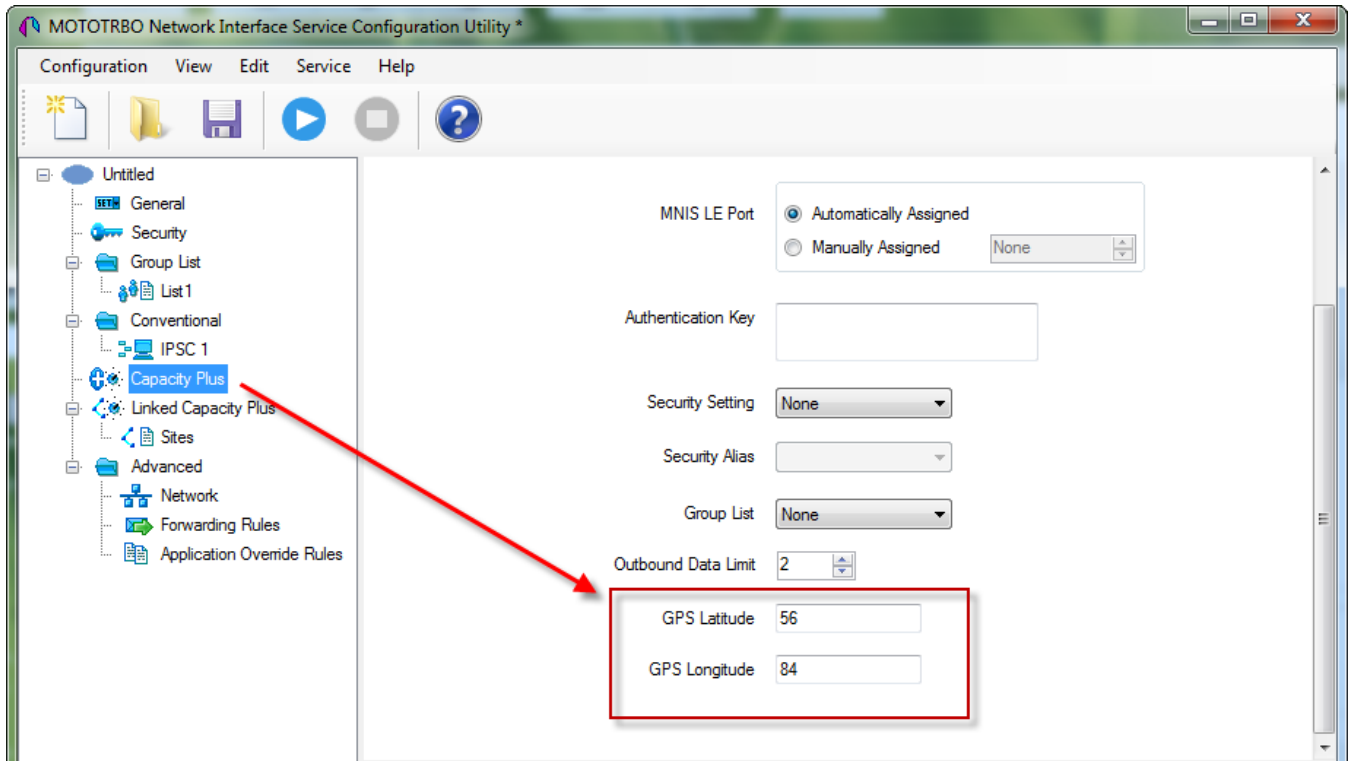 MOTOTRBO Network Interface Service Configuration Utility *
Configuration View Edit Service Help
Untitled
SET
General
Security
Group List
List1
Conventional
IPSC 1
Capacity Plus
Linked Capacity Plus
Sites
Advanced
Network
Forwarding Rules
Application Override Rules
MNIS LE Port
Automatically Assigned
Manually Assigned None
Authentication Key
Security Setting None
Security Alias
Group List None
Outbound Data Limit 2
GPS Latitude 56
GPS Longitude 84